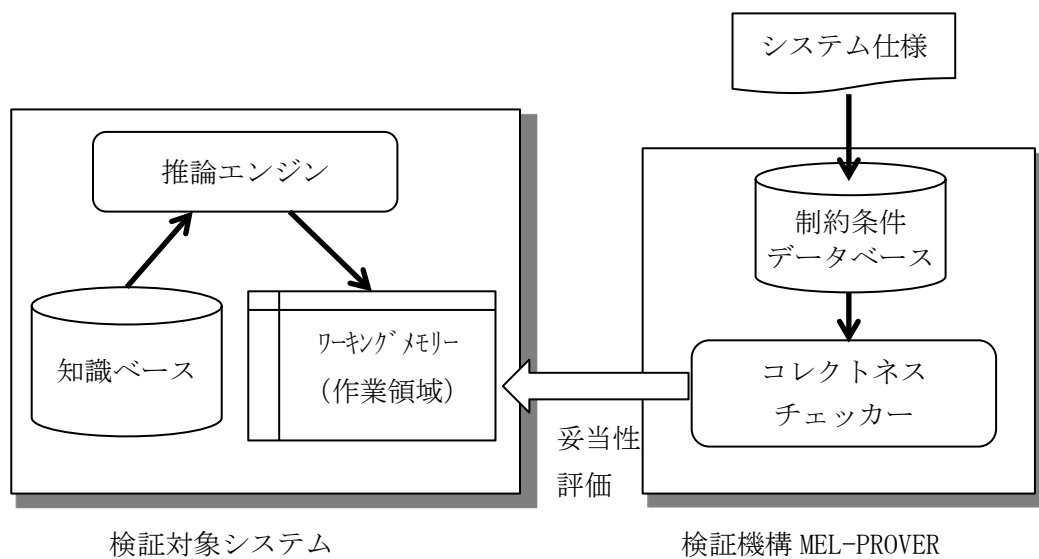 システム仕様
推論エンジン
制約条件
データベース
知識ベース
ﾜｰｷﾝｸﾞﾒﾓﾘｰ
(作業領域)
コレクトネス
チェッカー
妥当性
評価
検証対象システム
検証機構 MEL-PROVER